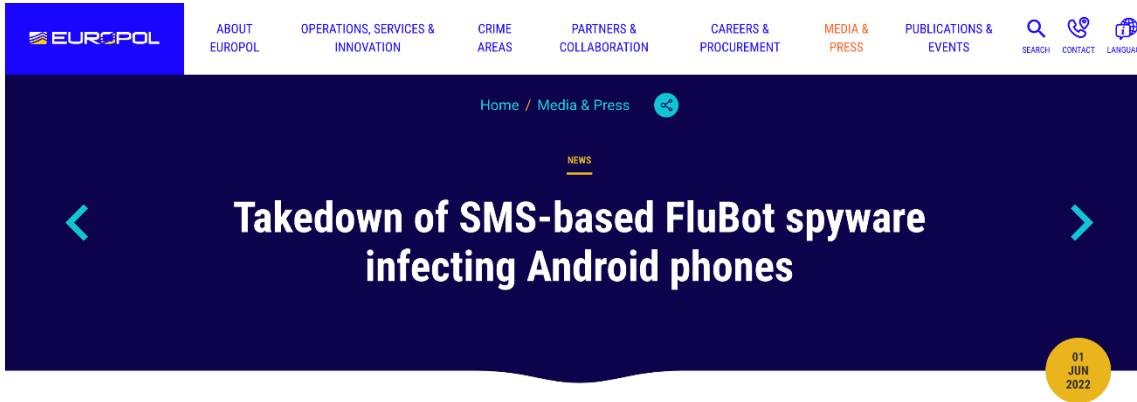 EUROPOL
ABOUT
EUROPOL
OPERATIONS, SERVICES &
INNOVATION
CRIME
AREAS
PARTNERS &
COLLABORATION
CAREERS &
PROCUREMENT
MEDIA &
PRESS
PUBLICATIONS &
EVENTS
SEARCH
CONTACT
LANGUAG
Home / Media & Press
NEWS
Takedown of SMS-based FluBot spyware
infecting Android phones
01
JUN
2022